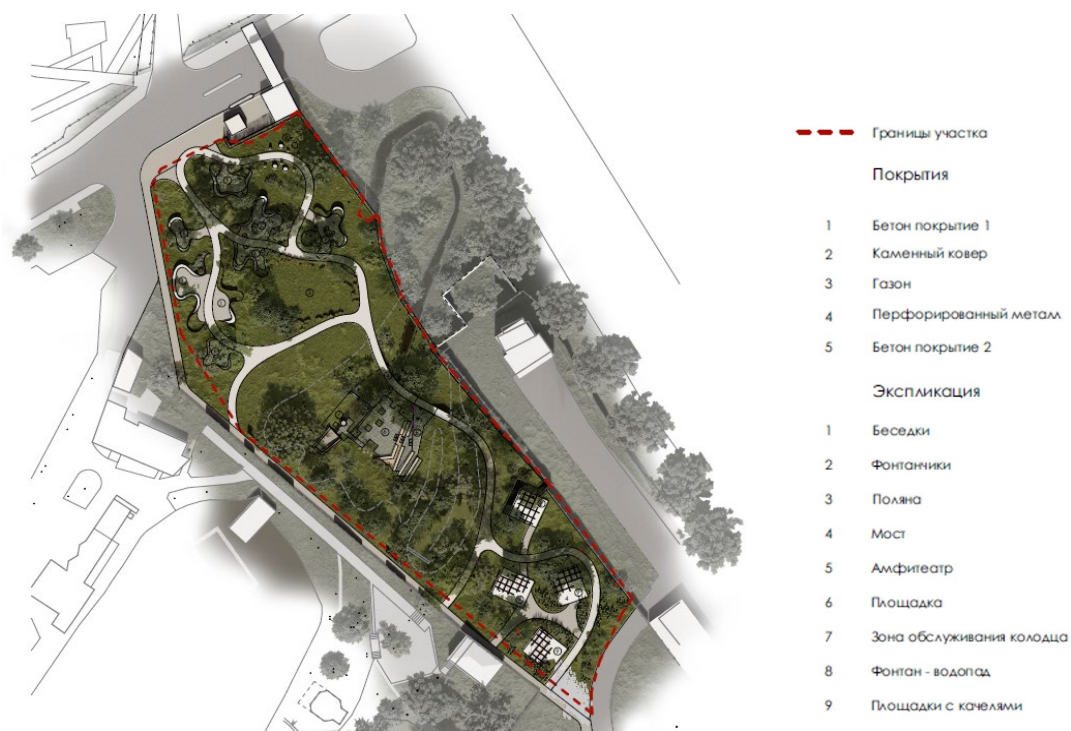 Границы участка
Покрытия
1 Бетон покрытие 1
2 Каменный ковер
3 Газон
4 Перфорированный металл
5 Бетон покрытие 2
Экспликация
1 Беседки
2 Фонтанчики
3 Поляна
4 Мост
5 Амфитеатр
6 Площадка
7 Зона обслуживания колодца
8 Фонтан - водопад
9 Площадки с качелями